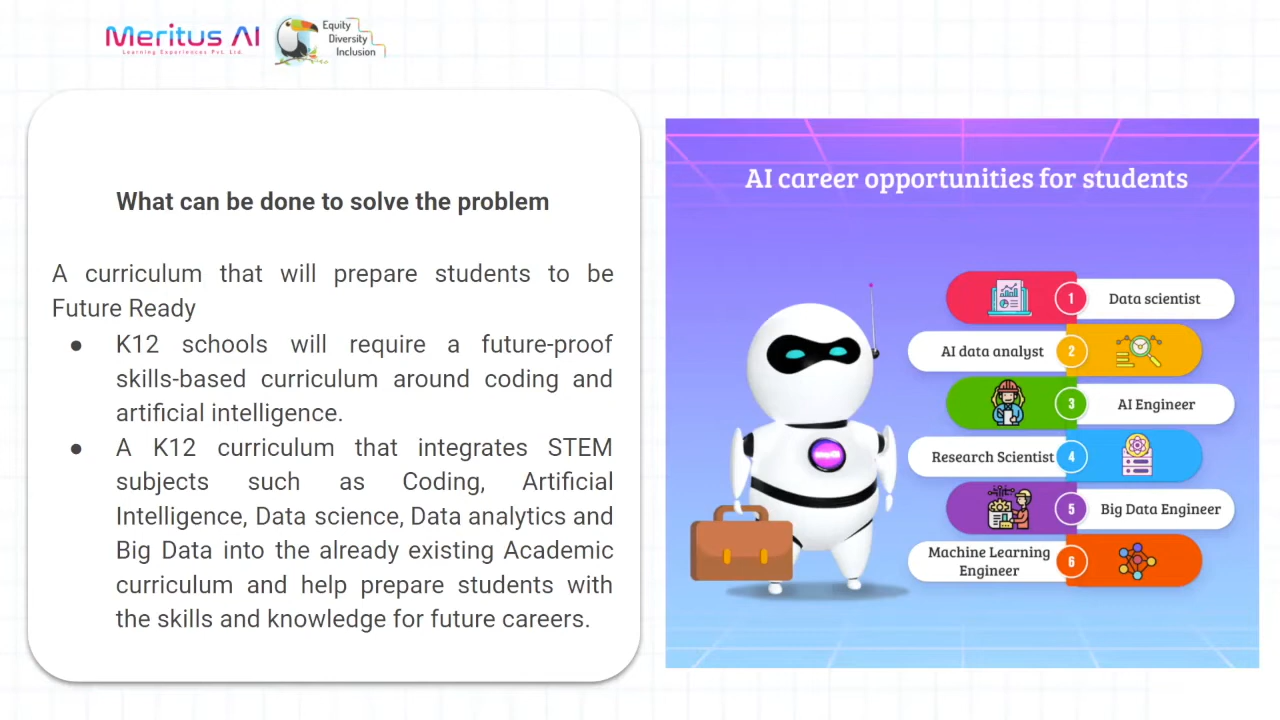 Meritus AI
Learning Experiences Pvt. Ltd.
Equity
Diversity
Inclusion
What can be done to solve the problem
A curriculum that will prepare students to be
Future Ready
● K12 schools will require a future-proof
skills-based curriculum around coding and
artificial intelligence.
● A K12 curriculum that integrates STEM
subjects such as Coding, Artificial
Intelligence, Data science, Data analytics and
Big Data into the already existing Academic
curriculum and help prepare students with
the skills and knowledge for future careers.
AI career opportunities for students
1 Data scientist
AI data analyst 2
3 AI Engineer
Research Scientist 4
5 Big Data Engineer
Machine Learning
Engineer 6